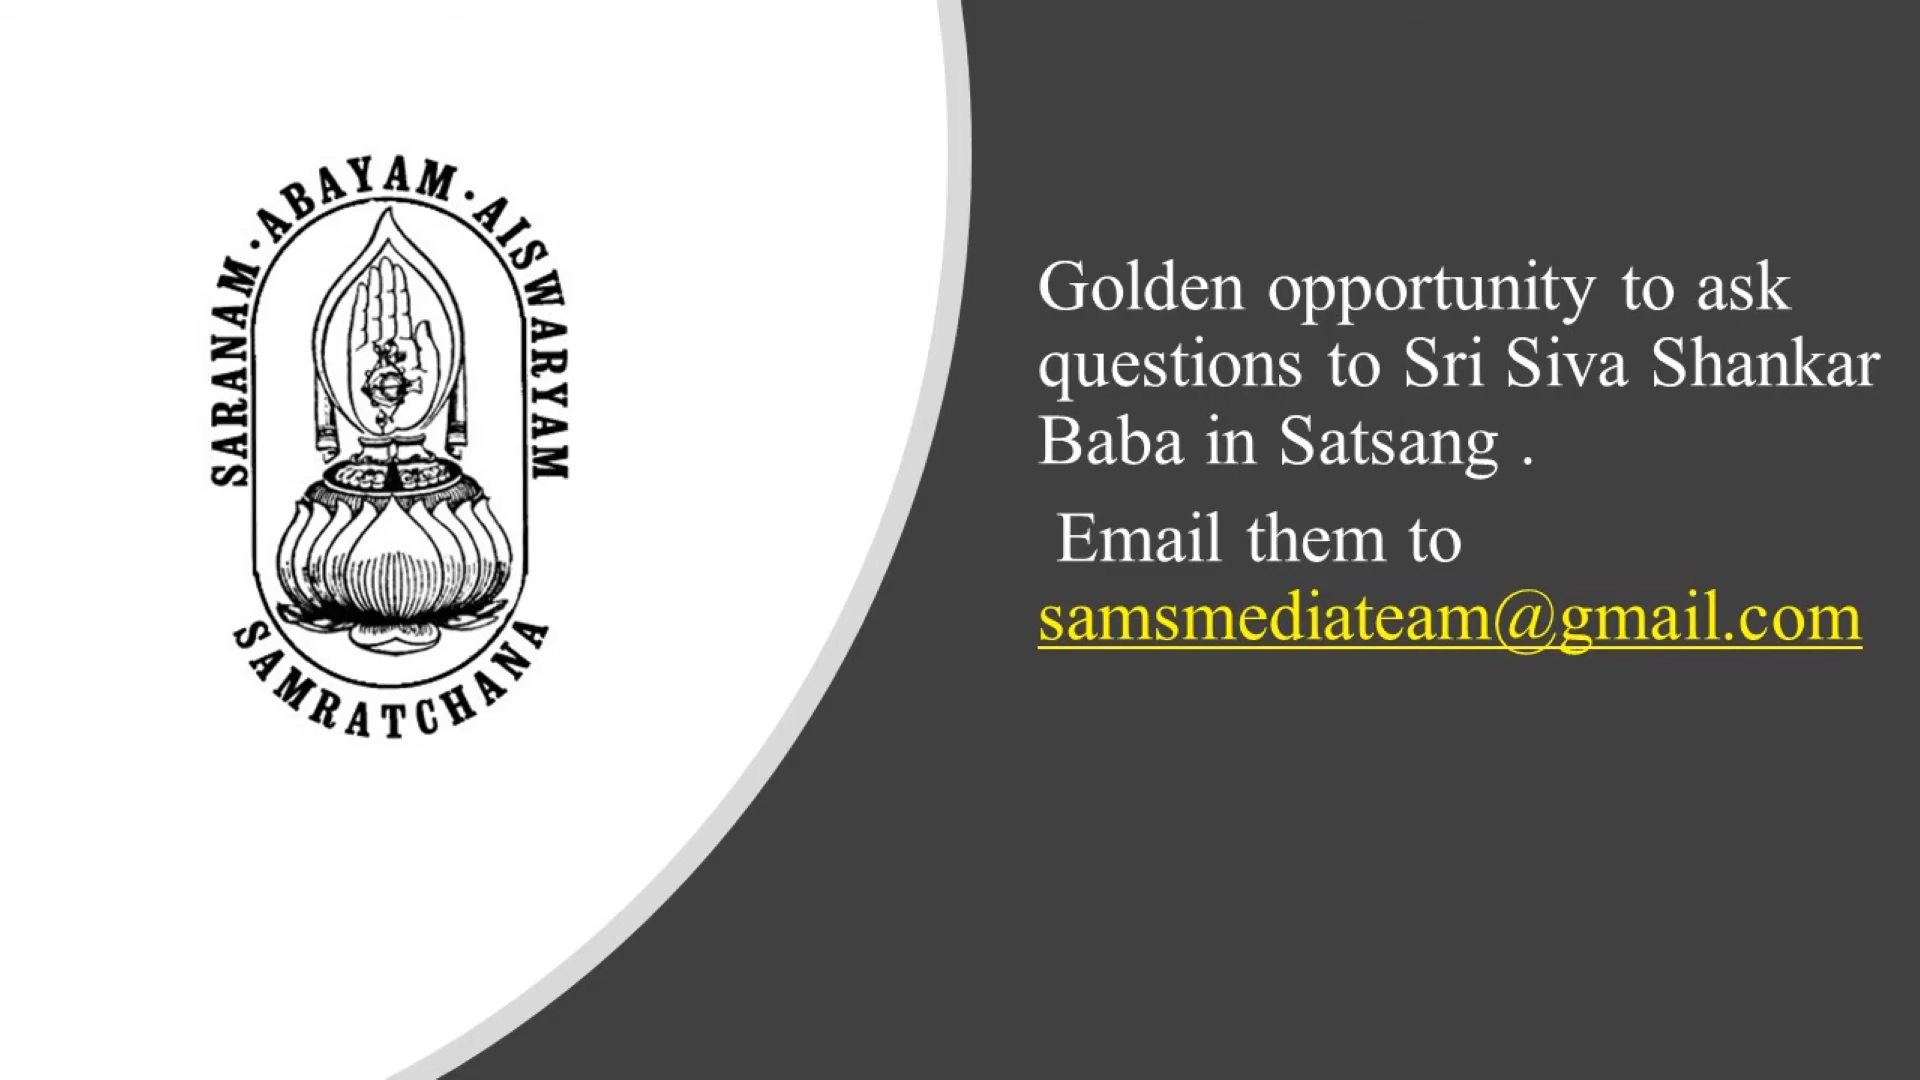 SARANAM · ABAYAM · AISWARYAM
SAMRATCHANA
Golden opportunity to ask
questions to Sri Siva Shankar
Baba in Satsang .
Email them to
samsmediateam@gmail.com